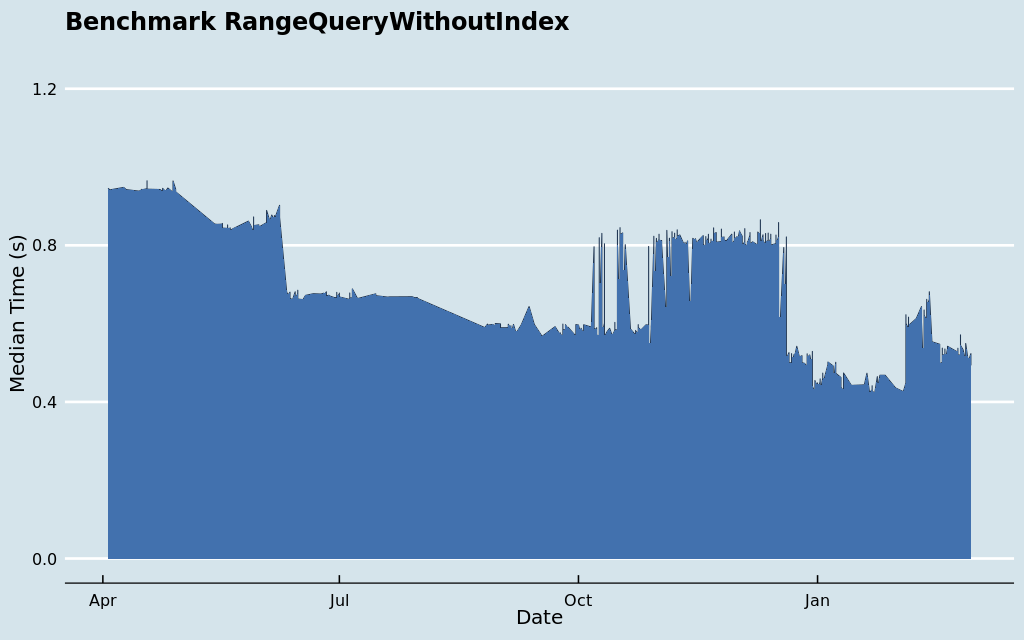 Benchmark RangeQueryWithoutIndex
Median Time (s)
1.2
0.8
0.4
0.0
Apr
Jul
Oct
Jan
Date